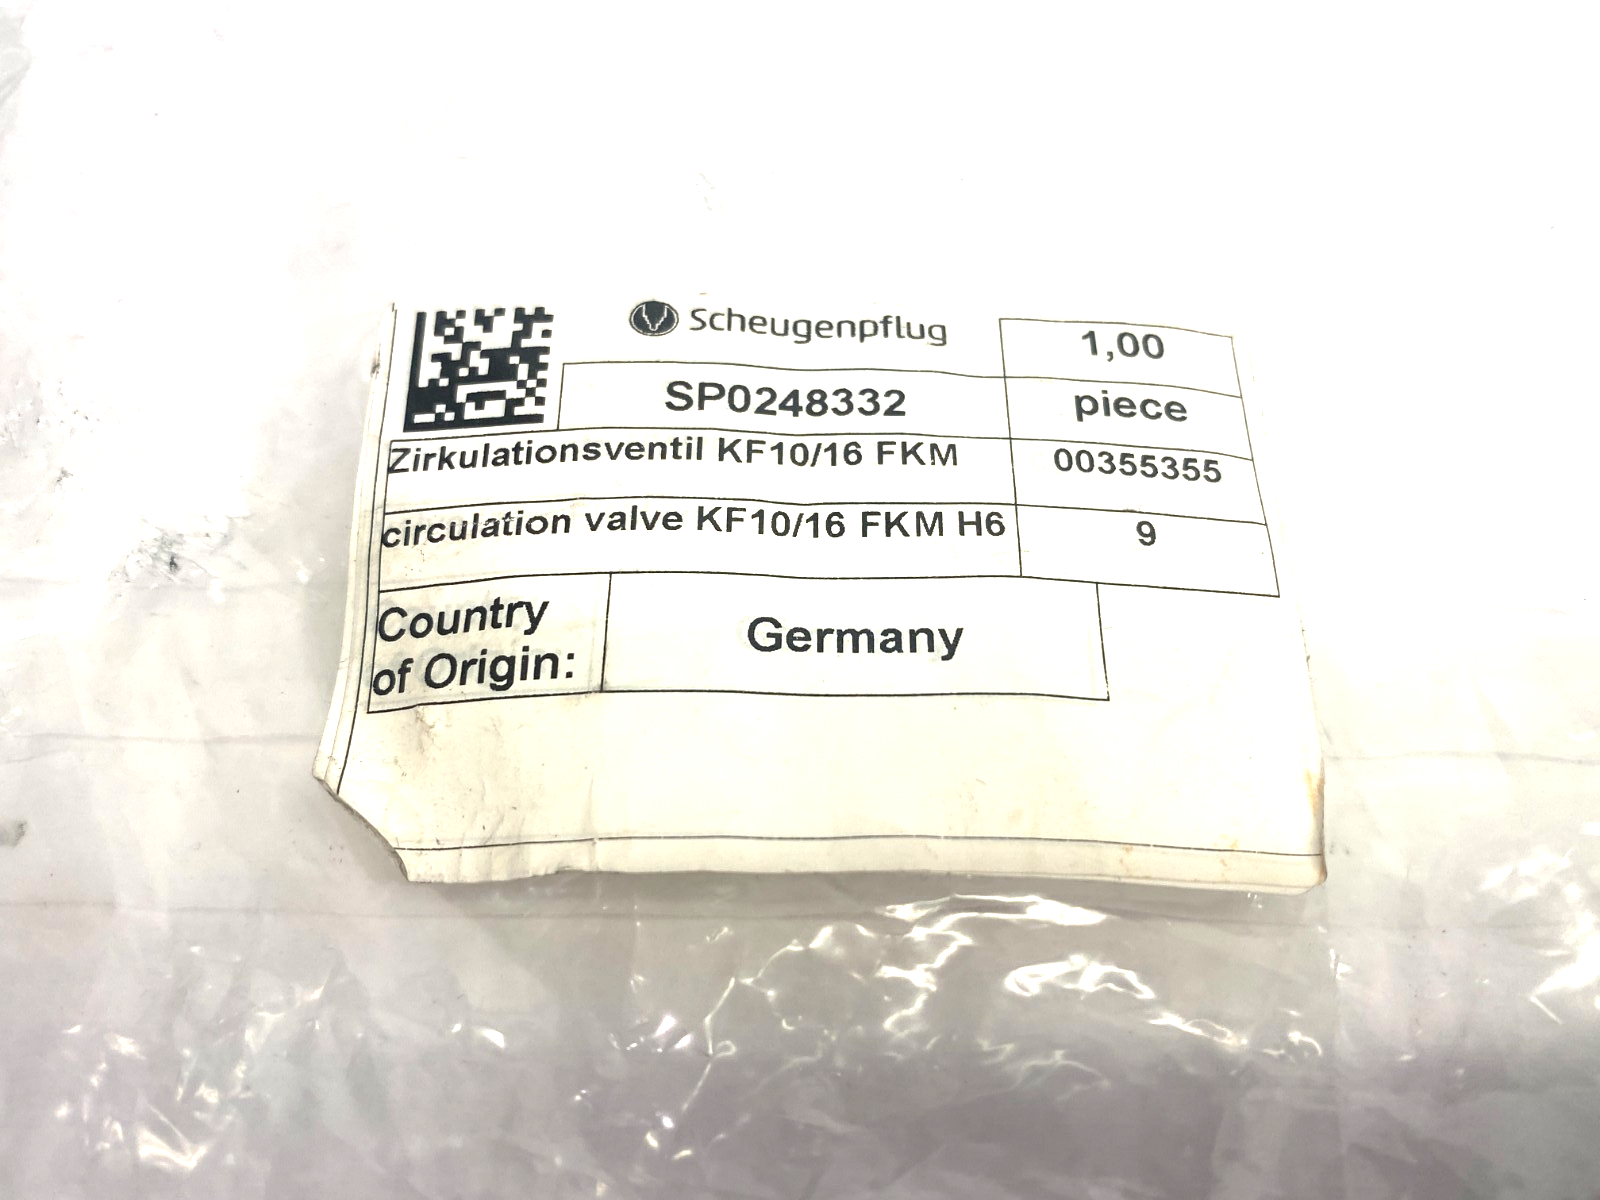 Scheugenpflug
1,00
SP0248332
piece
Zirkulationsventil KF10/16 FKM
00355355
circulation valve KF10/16 FKM H6
9
Country
of Origin:
Germany